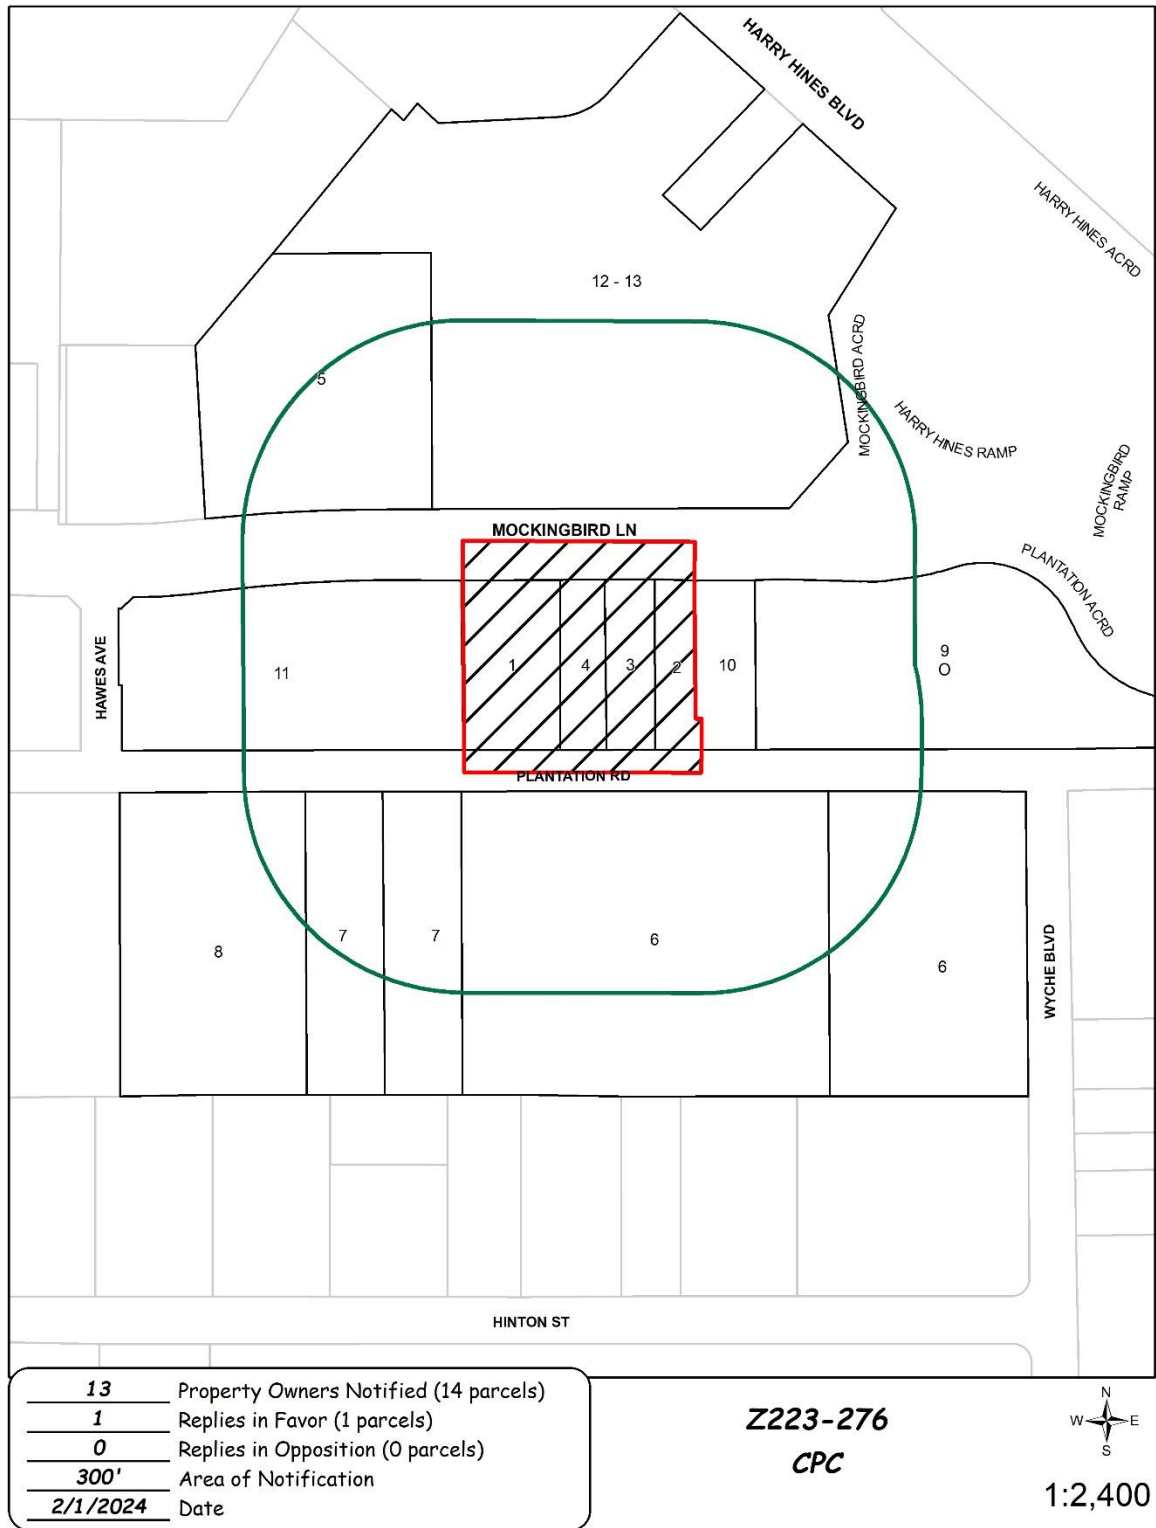 HARRY HINES BLVD
HARRY HINES ACRD
12 - 13
MOCKINGBIRD ACRD
5
HARRY HINES RAMP
MOCKINGBIRD
RAMP
MOCKINGBIRD LN
PLANTATION ACRD
HAWES AVE
11
1
4
3
2
10
9
O
PLANTATION RD
8
7
7
6
6
WYCHE BLVD
HINTON ST
13 Property Owners Notified (14 parcels)
1 Replies in Favor (1 parcels)
0 Replies in Opposition (0 parcels)
300' Area of Notification
2/1/2024 Date
Z223-276
CPC
N
W E
S
1:2,400